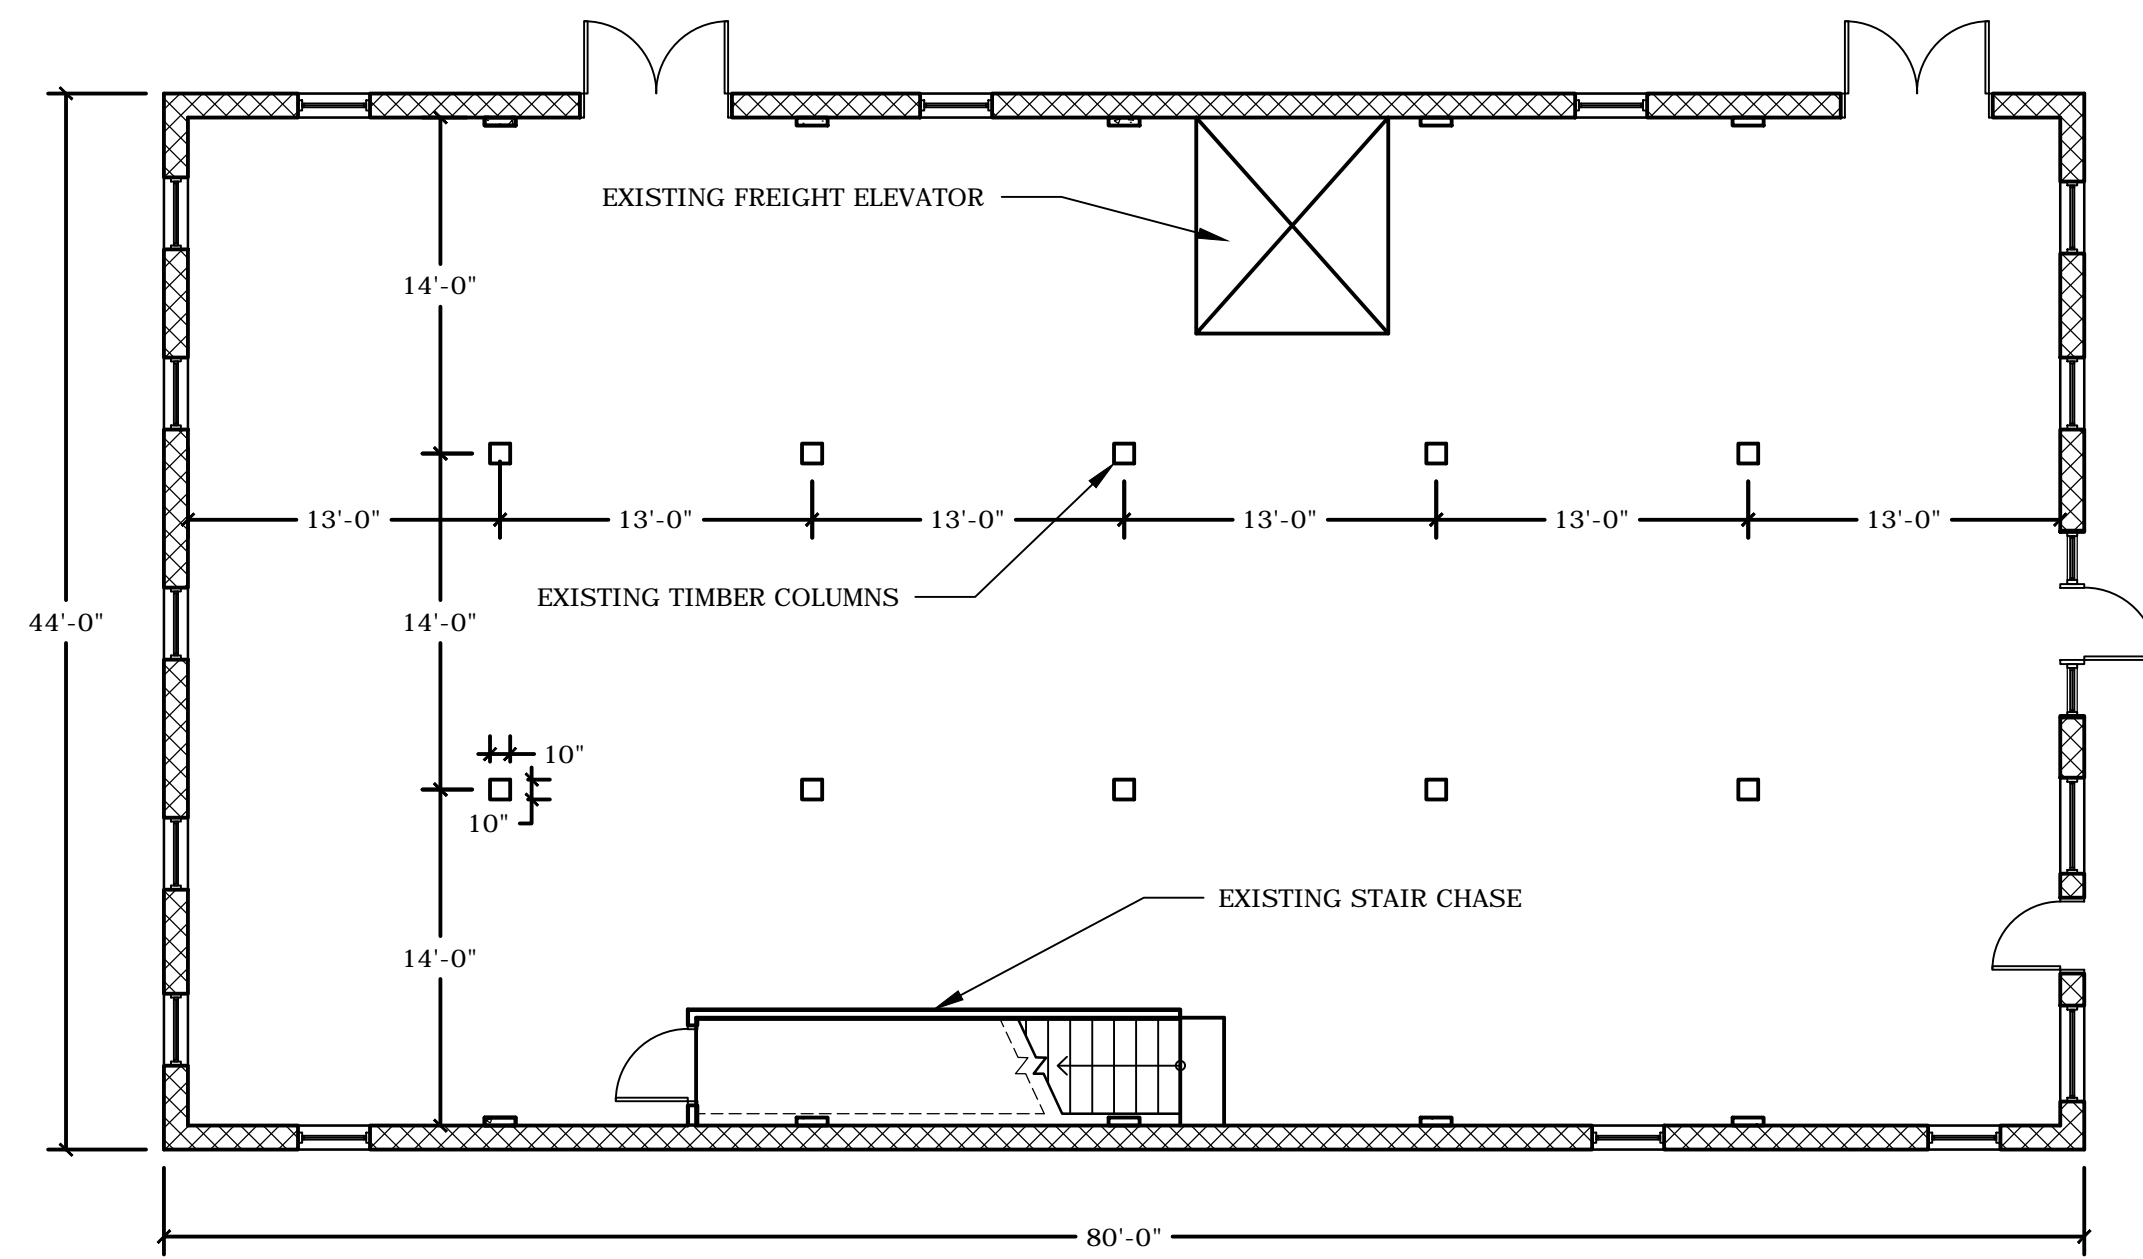 EXISTING FREIGHT ELEVATOR
14'-0"
13'-0" 13'-0" 13'-0" 13'-0" 13'-0" 13'-0"
EXISTING TIMBER COLUMNS
44'-0"
14'-0"
10"
10"
EXISTING STAIR CHASE
14'-0"
80'-0"